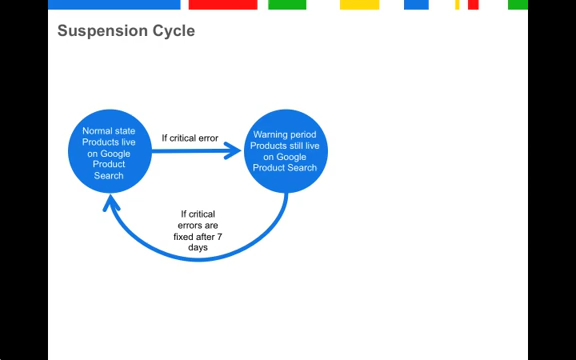 Suspension Cycle
Normal state
Products live
on Google
Product
Search
If critical error
Warning period
Products still live
on Google
Product Search
If critical
errors are
fixed after 7
days